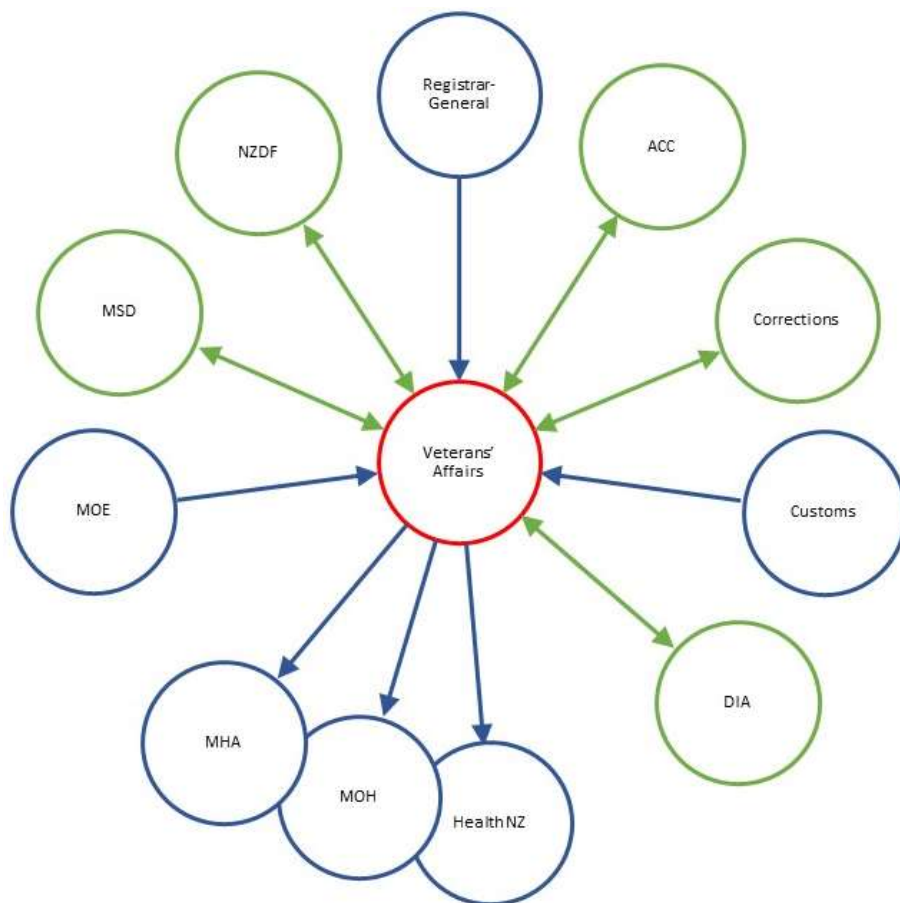 Registrar-
General
NZDF
ACC
MSD
Corrections
Veterans'
Affairs
MOE
Customs
DIA
MHA
MOH
Health NZ